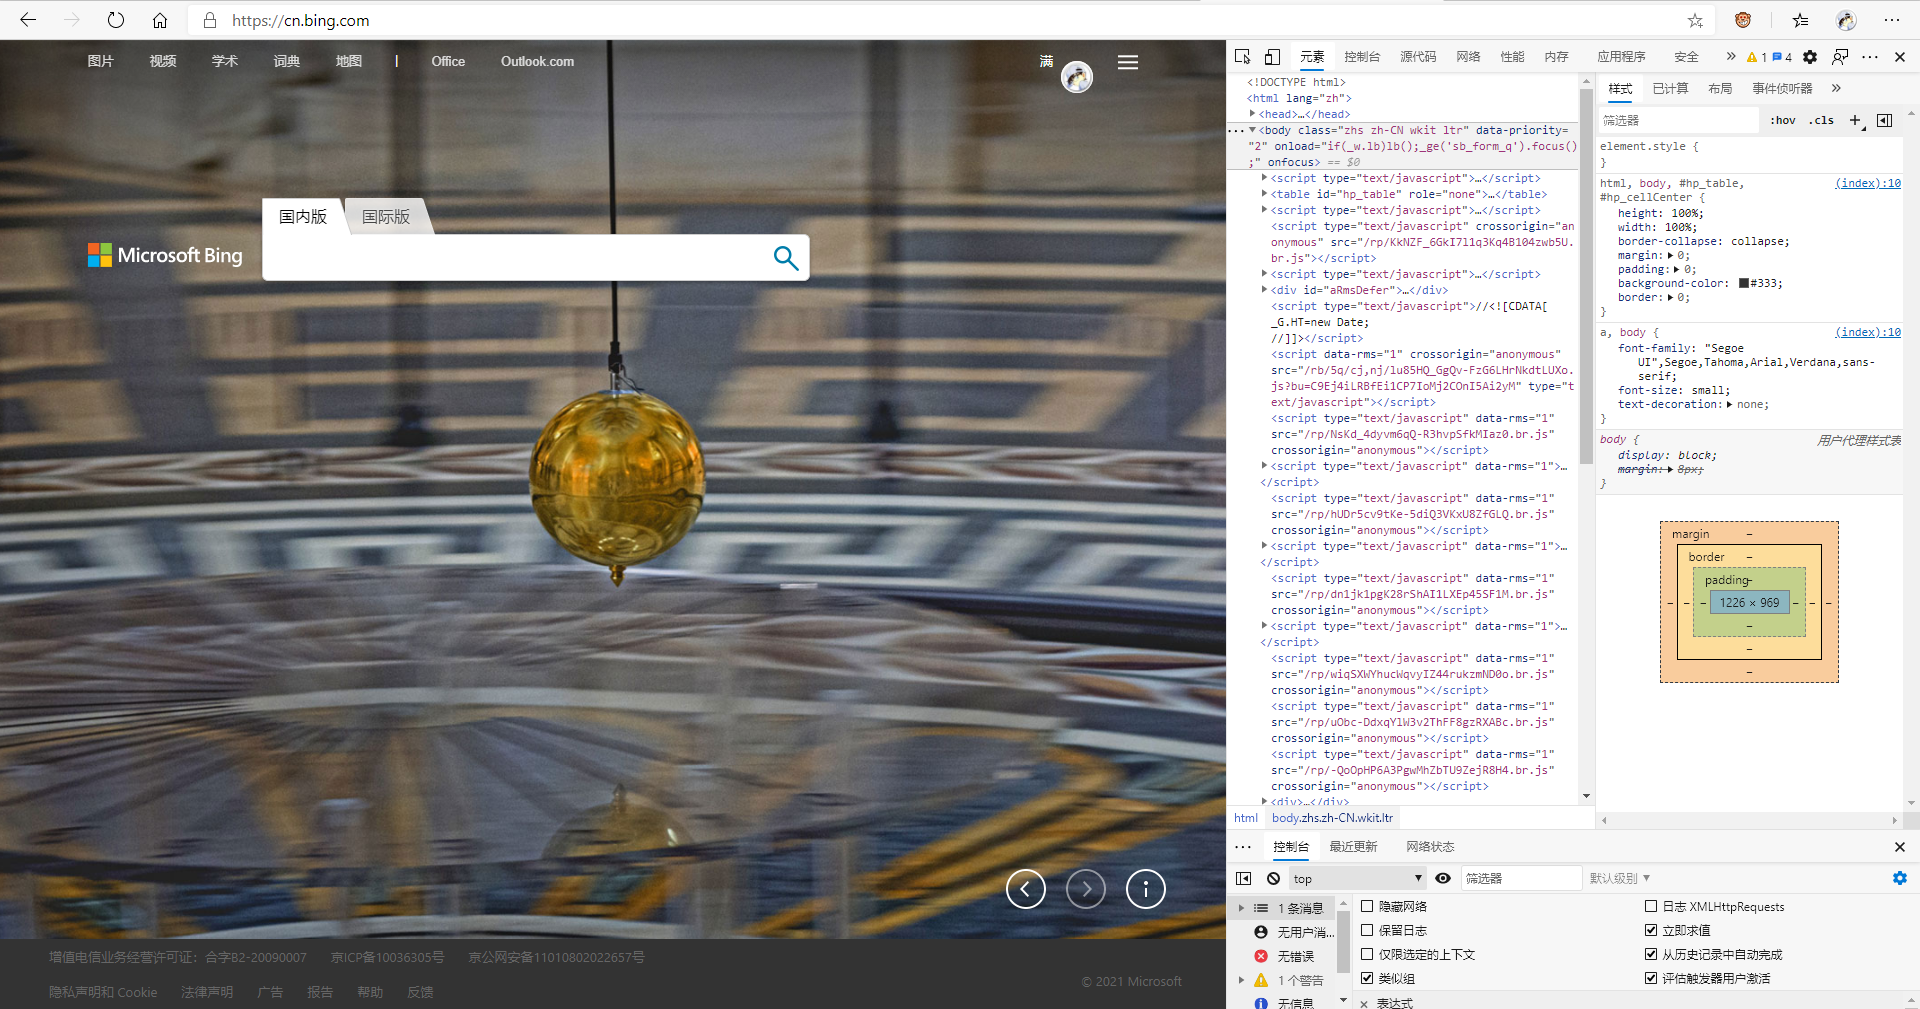 https://cn.bing.com
图片 视频 学术 词典 地图 | Office Outlook.com 满
国内版 国际版
Microsoft Bing
增值电信业务经营许可证：合字B2-20090007 京ICP备10036305号 京公网安备11010802022657号
© 2021 Microsoft
隐私声明和 Cookie 法律声明 广告 报告 帮助 反馈
元素 控制台 源代码 网络 性能 内存 应用程序 安全 » 1 4
<!DOCTYPE html>
<html lang="zh">
<head>…</head>
<body class="zhs zh-CN wkit ltr" data-priority=
"2" onload="if(_w.lb)lb();_ge('sb_form_q').focus()
;" onfocus> == $0
<script type="text/javascript">…</script>
<table id="hp_table" role="none">…</table>
<script type="text/javascript">…</script>
<script type="text/javascript" crossorigin="an
onymous" src="/rp/KkNZF_6GkI7l1q3Kq4B104zwb5U.
br.js"></script>
<script type="text/javascript">…</script>
<div id="aRmsDefer">…</div>
<script type="text/javascript">//<![CDATA[
_G.HT=new Date;
//]]></script>
<script data-rms="1" crossorigin="anonymous"
src="/rb/5q/cj,nj/lu85HQ_GgQv-FzG6LHrNkdtLUXo.
js?bu=C9Ej4iLRBfEi1CP7IoMj2COnI5Ai2yM" type="t
ext/javascript"></script>
<script type="text/javascript" data-rms="1"
src="/rp/NsKd_4dyvm6qQ-R3hvpSfkMIaz0.br.js"
crossorigin="anonymous"></script>
<script type="text/javascript" data-rms="1">…
</script>
<script type="text/javascript" data-rms="1"
src="/rp/hUDr5cv9tKe-5diQ3VKxU8ZfGLQ.br.js"
crossorigin="anonymous"></script>
<script type="text/javascript" data-rms="1">…
</script>
<script type="text/javascript" data-rms="1"
src="/rp/dn1jk1pgK28rShAI1LXEp45SF1M.br.js"
crossorigin="anonymous"></script>
<script type="text/javascript" data-rms="1">…
</script>
<script type="text/javascript" data-rms="1"
src="/rp/wiqSXWYhucWqvyIZ44rukzmND0o.br.js"
crossorigin="anonymous"></script>
<script type="text/javascript" data-rms="1"
src="/rp/uObc-DdxqYlW3v2ThFF8gzRXABc.br.js"
crossorigin="anonymous"></script>
<script type="text/javascript" data-rms="1"
src="/rp/-QoOpHP6A3PgwMhZbTU9ZejR8H4.br.js"
crossorigin="anonymous"></script>
<div>…</div>
html body.zhs.zh-CN.wkit.ltr
样式 已计算 布局 事件侦听器 »
筛选器 :hov .cls +
element.style {
}
html, body, #hp_table, (index):10
#hp_cellCenter {
height: 100%;
width: 100%;
border-collapse: collapse;
margin: 0;
padding: 0;
background-color: #333;
border: 0;
}
a, body { (index):10
font-family: "Segoe
UI",Segoe,Tahoma,Arial,Verdana,sans-
serif;
font-size: small;
text-decoration: none;
}
body { 用户代理样式表
display: block;
margin: 8px;
}
margin –
border –
padding –
– – – 1226 × 969 – – –
–
–
–
控制台 最近更新 网络状态
top 筛选器 默认级别
1 条消息
无用户消...
无错误
1 个警告
无信息
隐藏网络
保留日志
仅限选定的上下文
类似组
日志 XMLHttpRequests
立即求值
从历史记录中自动完成
评估触发器用户激活
表达式